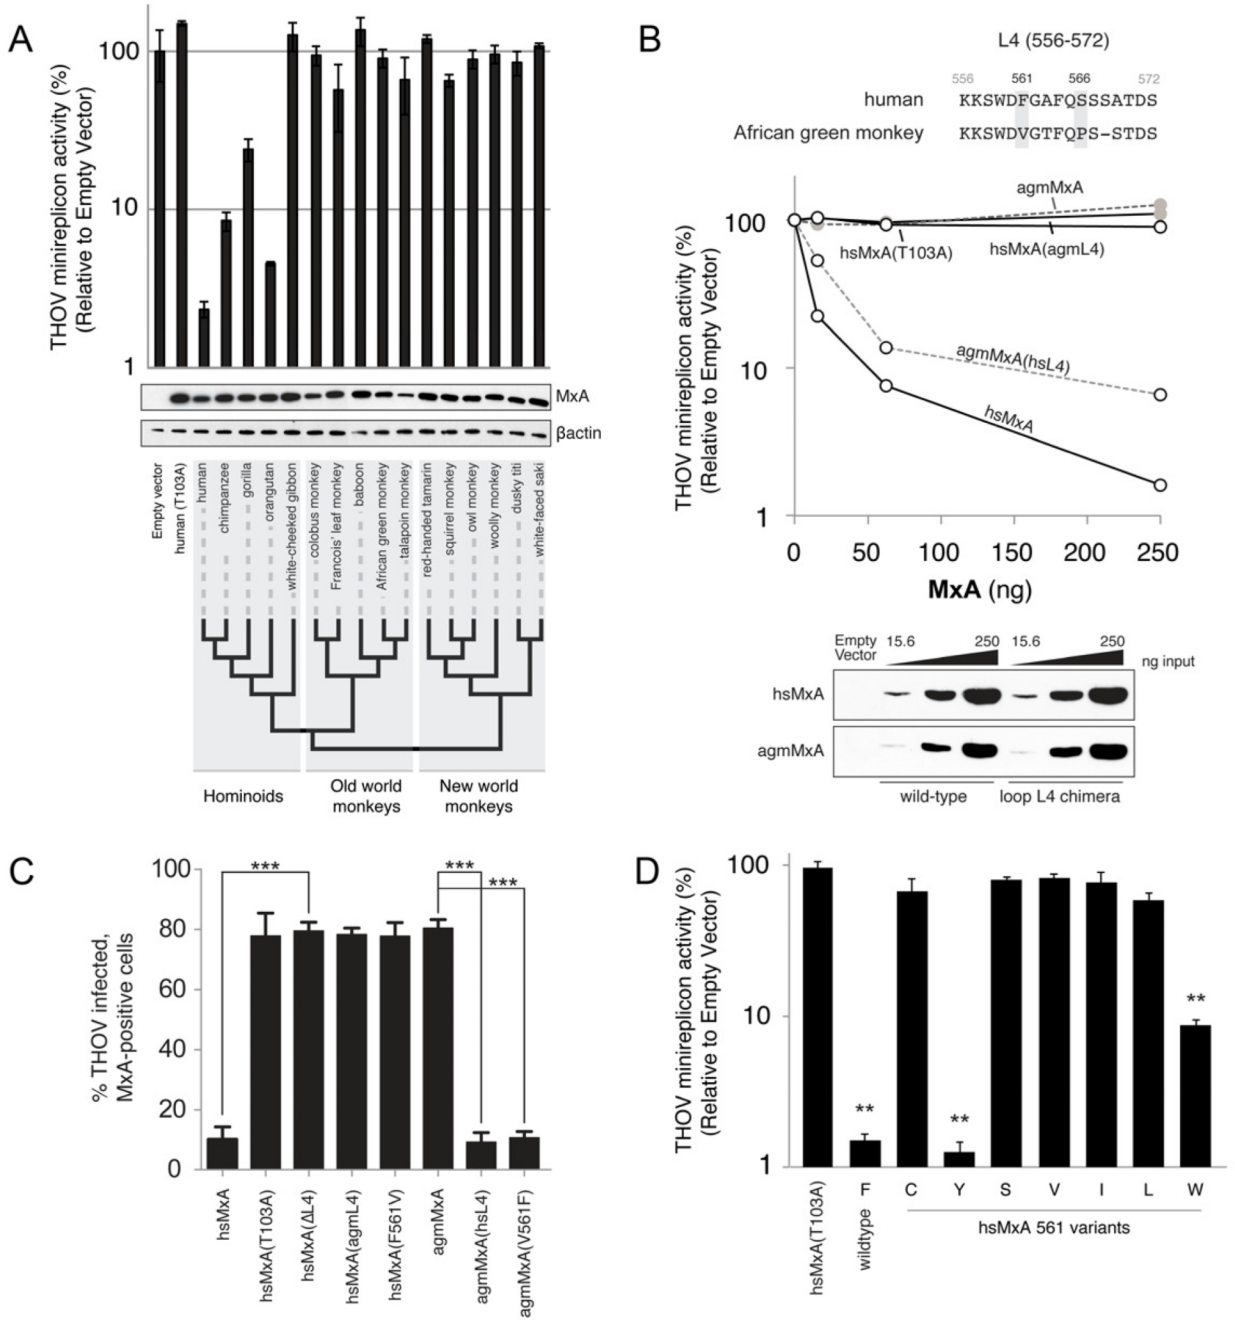 A
THOV minireplicon activity (%)
(Relative to Empty Vector)
100
10
1
MxA
βactin
Empty vector
human (T103A)
human
chimpanzee
gorilla
orangutan
white-cheeked gibbon
colobus monkey
Francois' leaf monkey
baboon
African green monkey
talapoin monkey
red-handed tamarin
squirrel monkey
owl monkey
woolly monkey
dusky titi
white-faced saki
Hominoids
Old world
monkeys
New world
monkeys
B
L4 (556-572)
556 561 566 572
human KKSWDFGAFQSSSATDS
African green monkey KKSWDVGTFQPS-STDS
THOV minireplicon activity (%)
(Relative to Empty Vector)
100
10
1
agmMxA
hsMxA(T103A)
hsMxA(agmL4)
agmMxA(hsL4)
hsMxA
0 50 100 150 200 250
MxA (ng)
Empty
Vector
15.6 250 15.6 250
ng input
hsMxA
agmMxA
wild-type loop L4 chimera
C
% THOV infected,
MxA-positive cells
100
80
60
40
20
0
***
***
***
hsMxA
hsMxA(T103A)
hsMxA(ΔL4)
hsMxA(agmL4)
hsMxA(F561V)
agmMxA
agmMxA(hsL4)
agmMxA(V561F)
D
THOV minireplicon activity (%)
(Relative to Empty Vector)
100
10
1
**
**
**
hsMxA(T103A)
F
wildtype
C Y S V I L W
hsMxA 561 variants